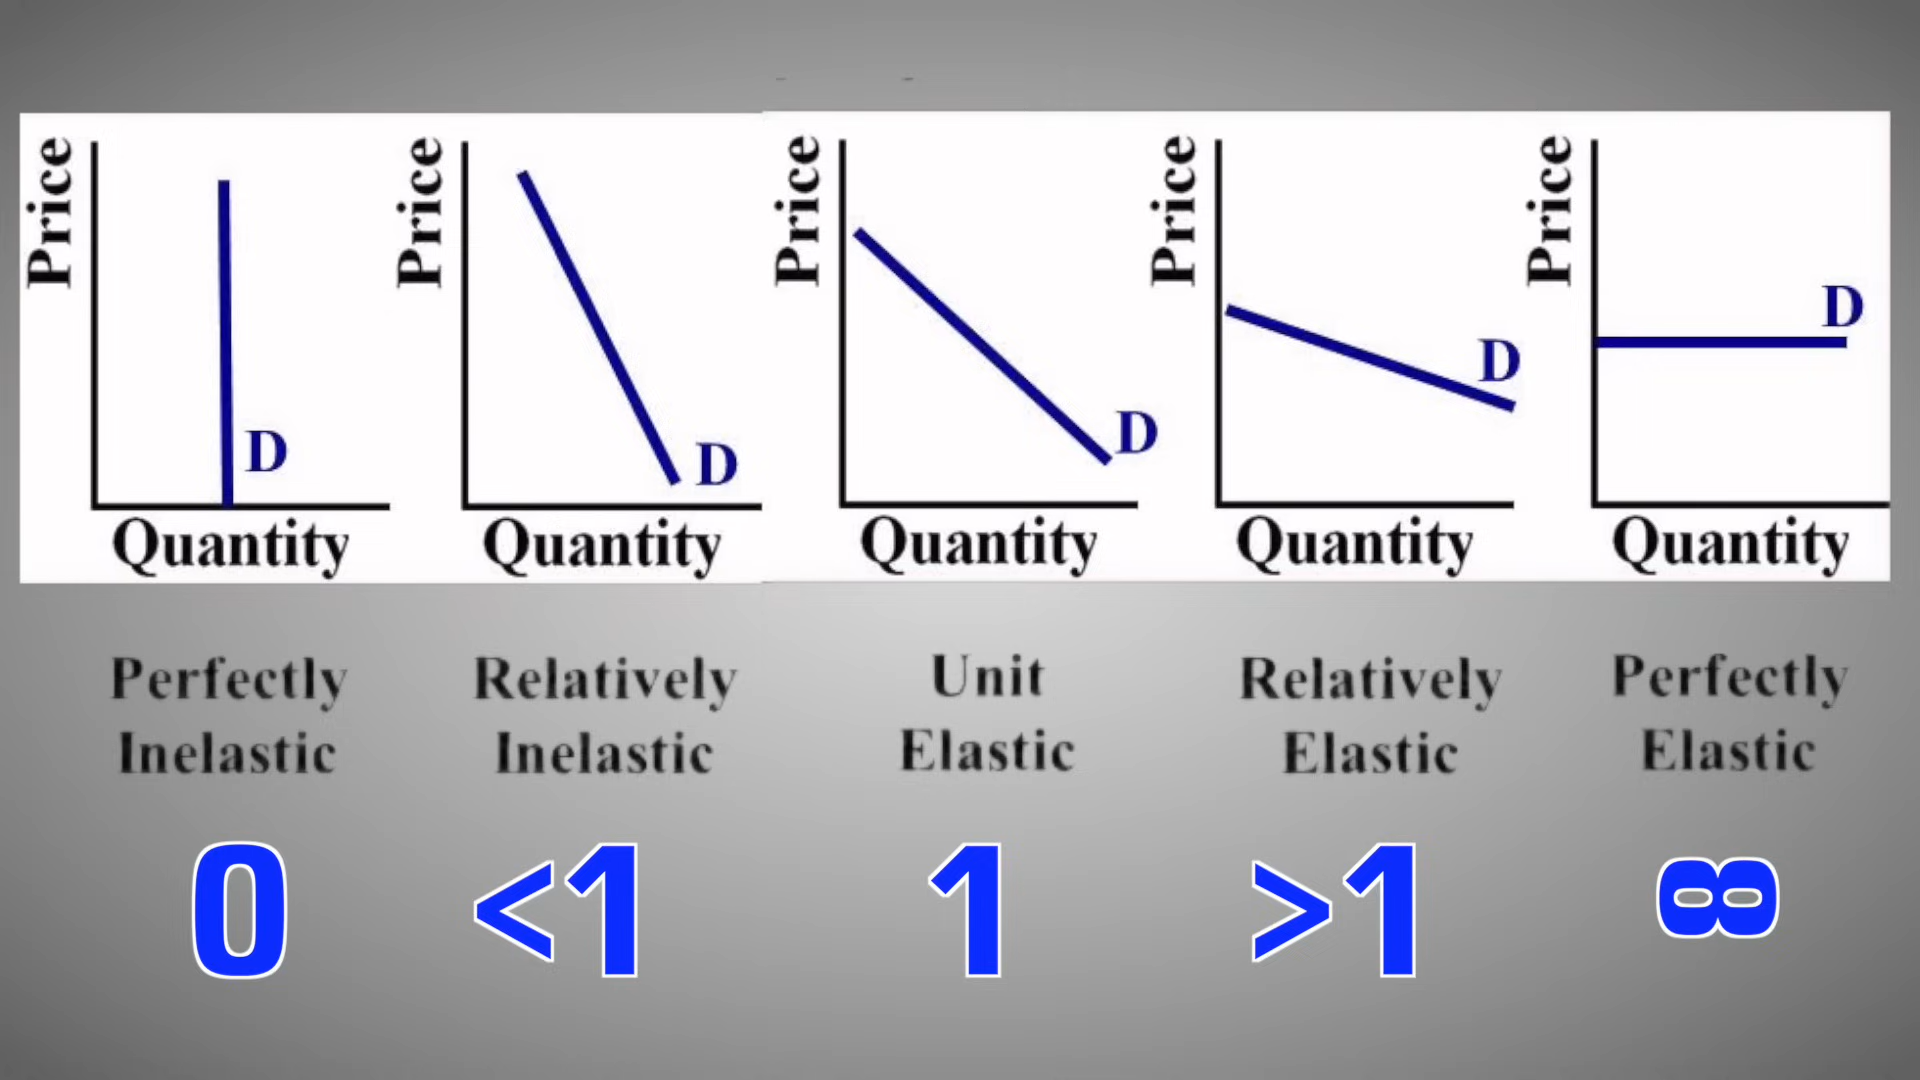 Price D Quantity
Price D Quantity
Price D Quantity
Price D Quantity
Price D Quantity
Perfectly Inelastic
Relatively Inelastic
Unit Elastic
Relatively Elastic
Perfectly Elastic
0 <1 1 >1 ∞